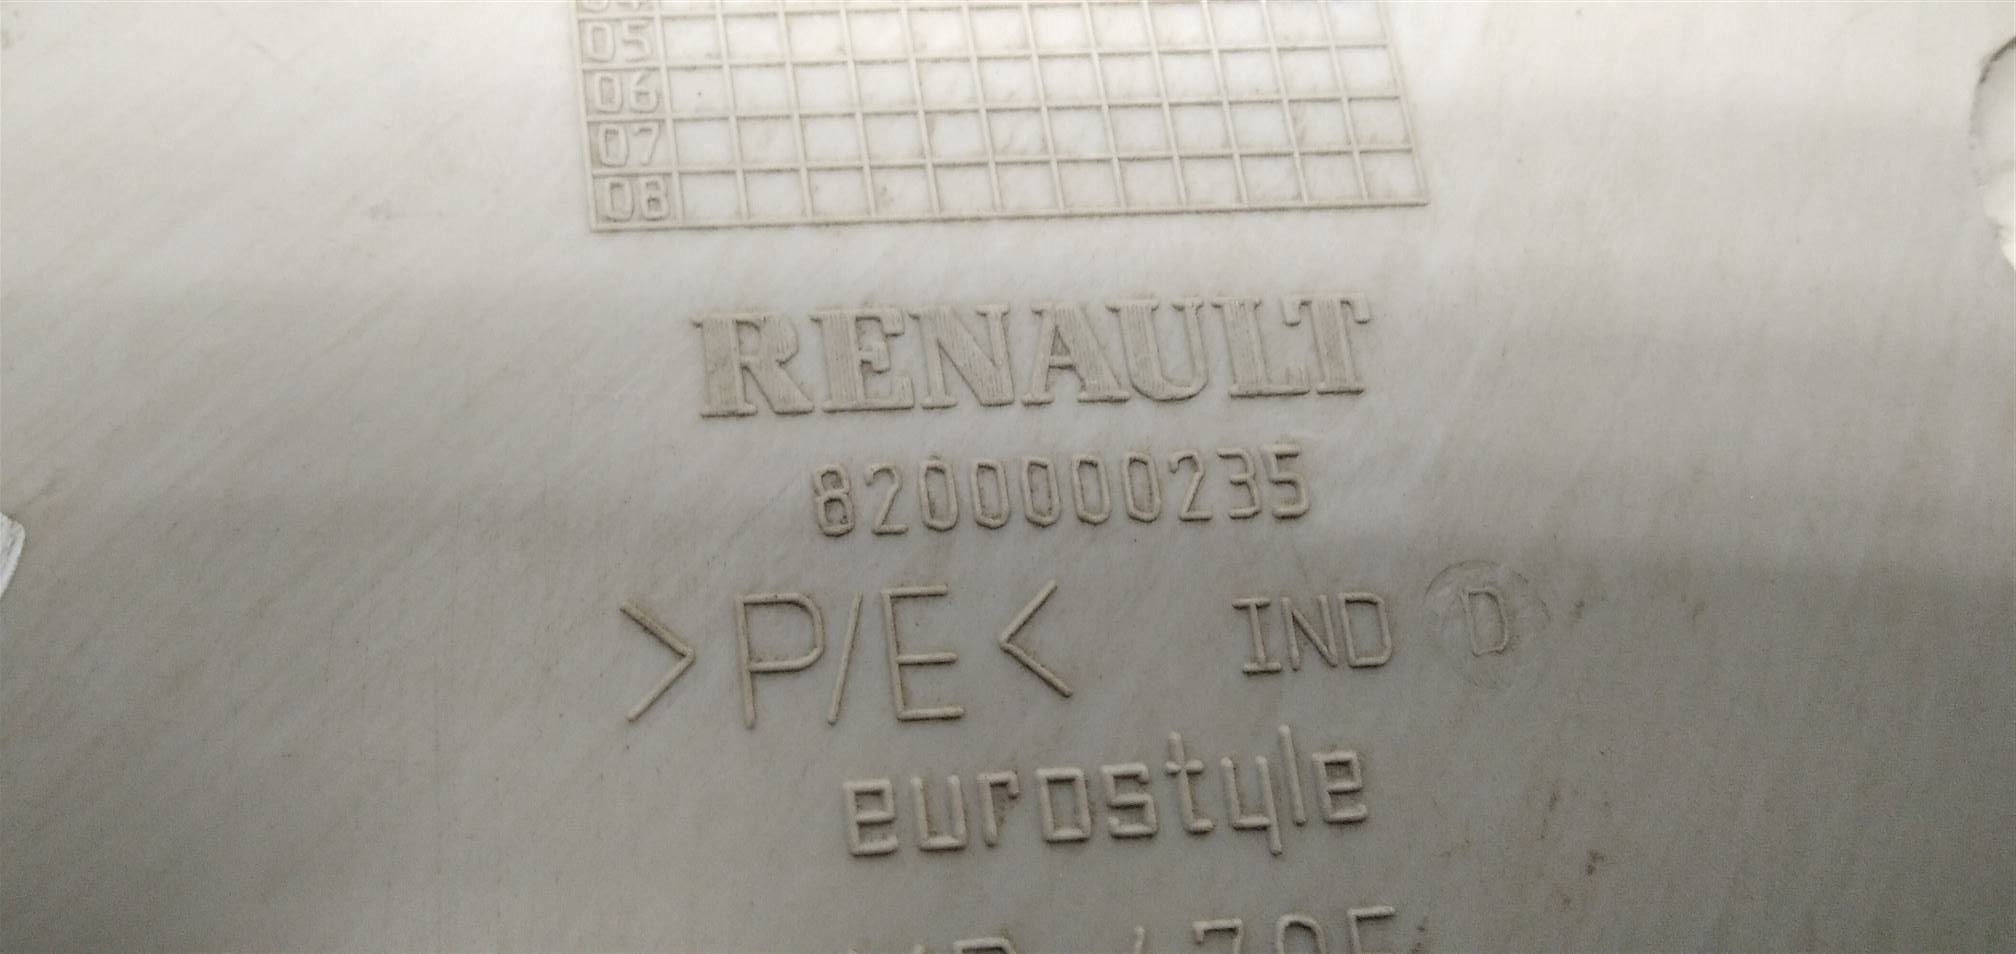 05
06
07
08
RENAULT
8200000235
>P/E< IND D
eurostyle